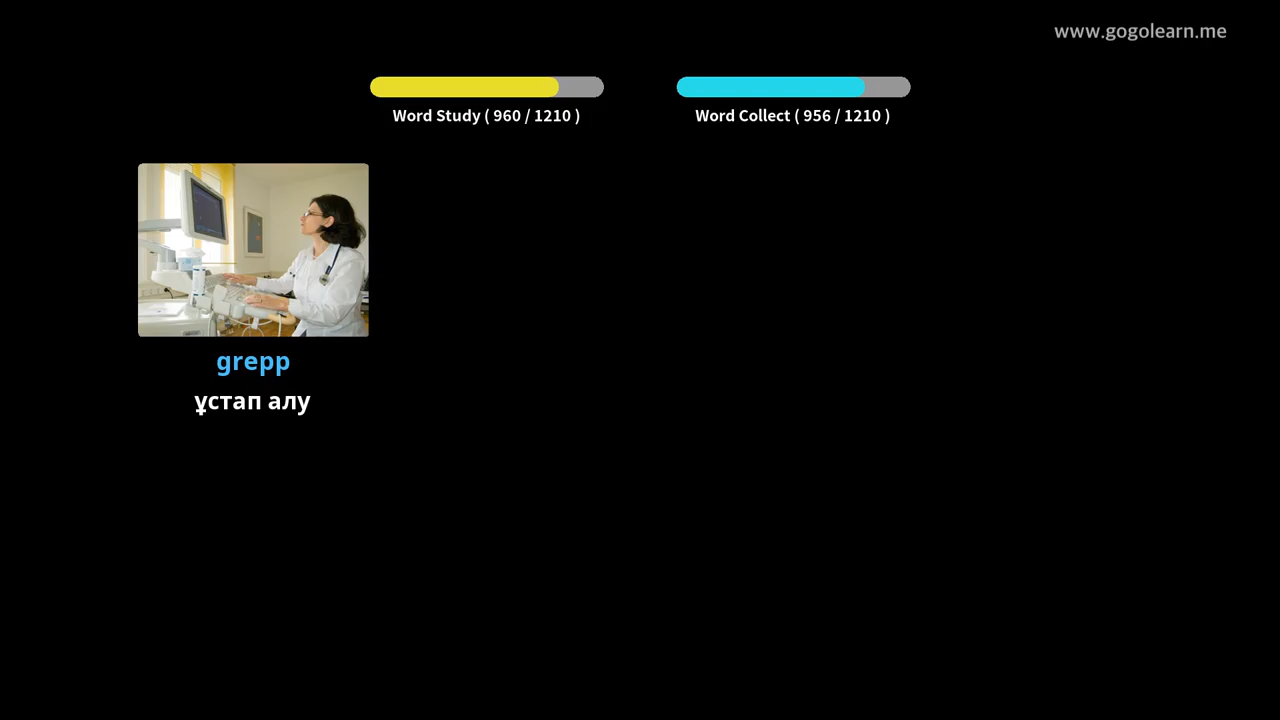 www.gogolearn.me
Word Study ( 960 / 1210 )
Word Collect ( 956 / 1210 )
grepp
ұстап алу